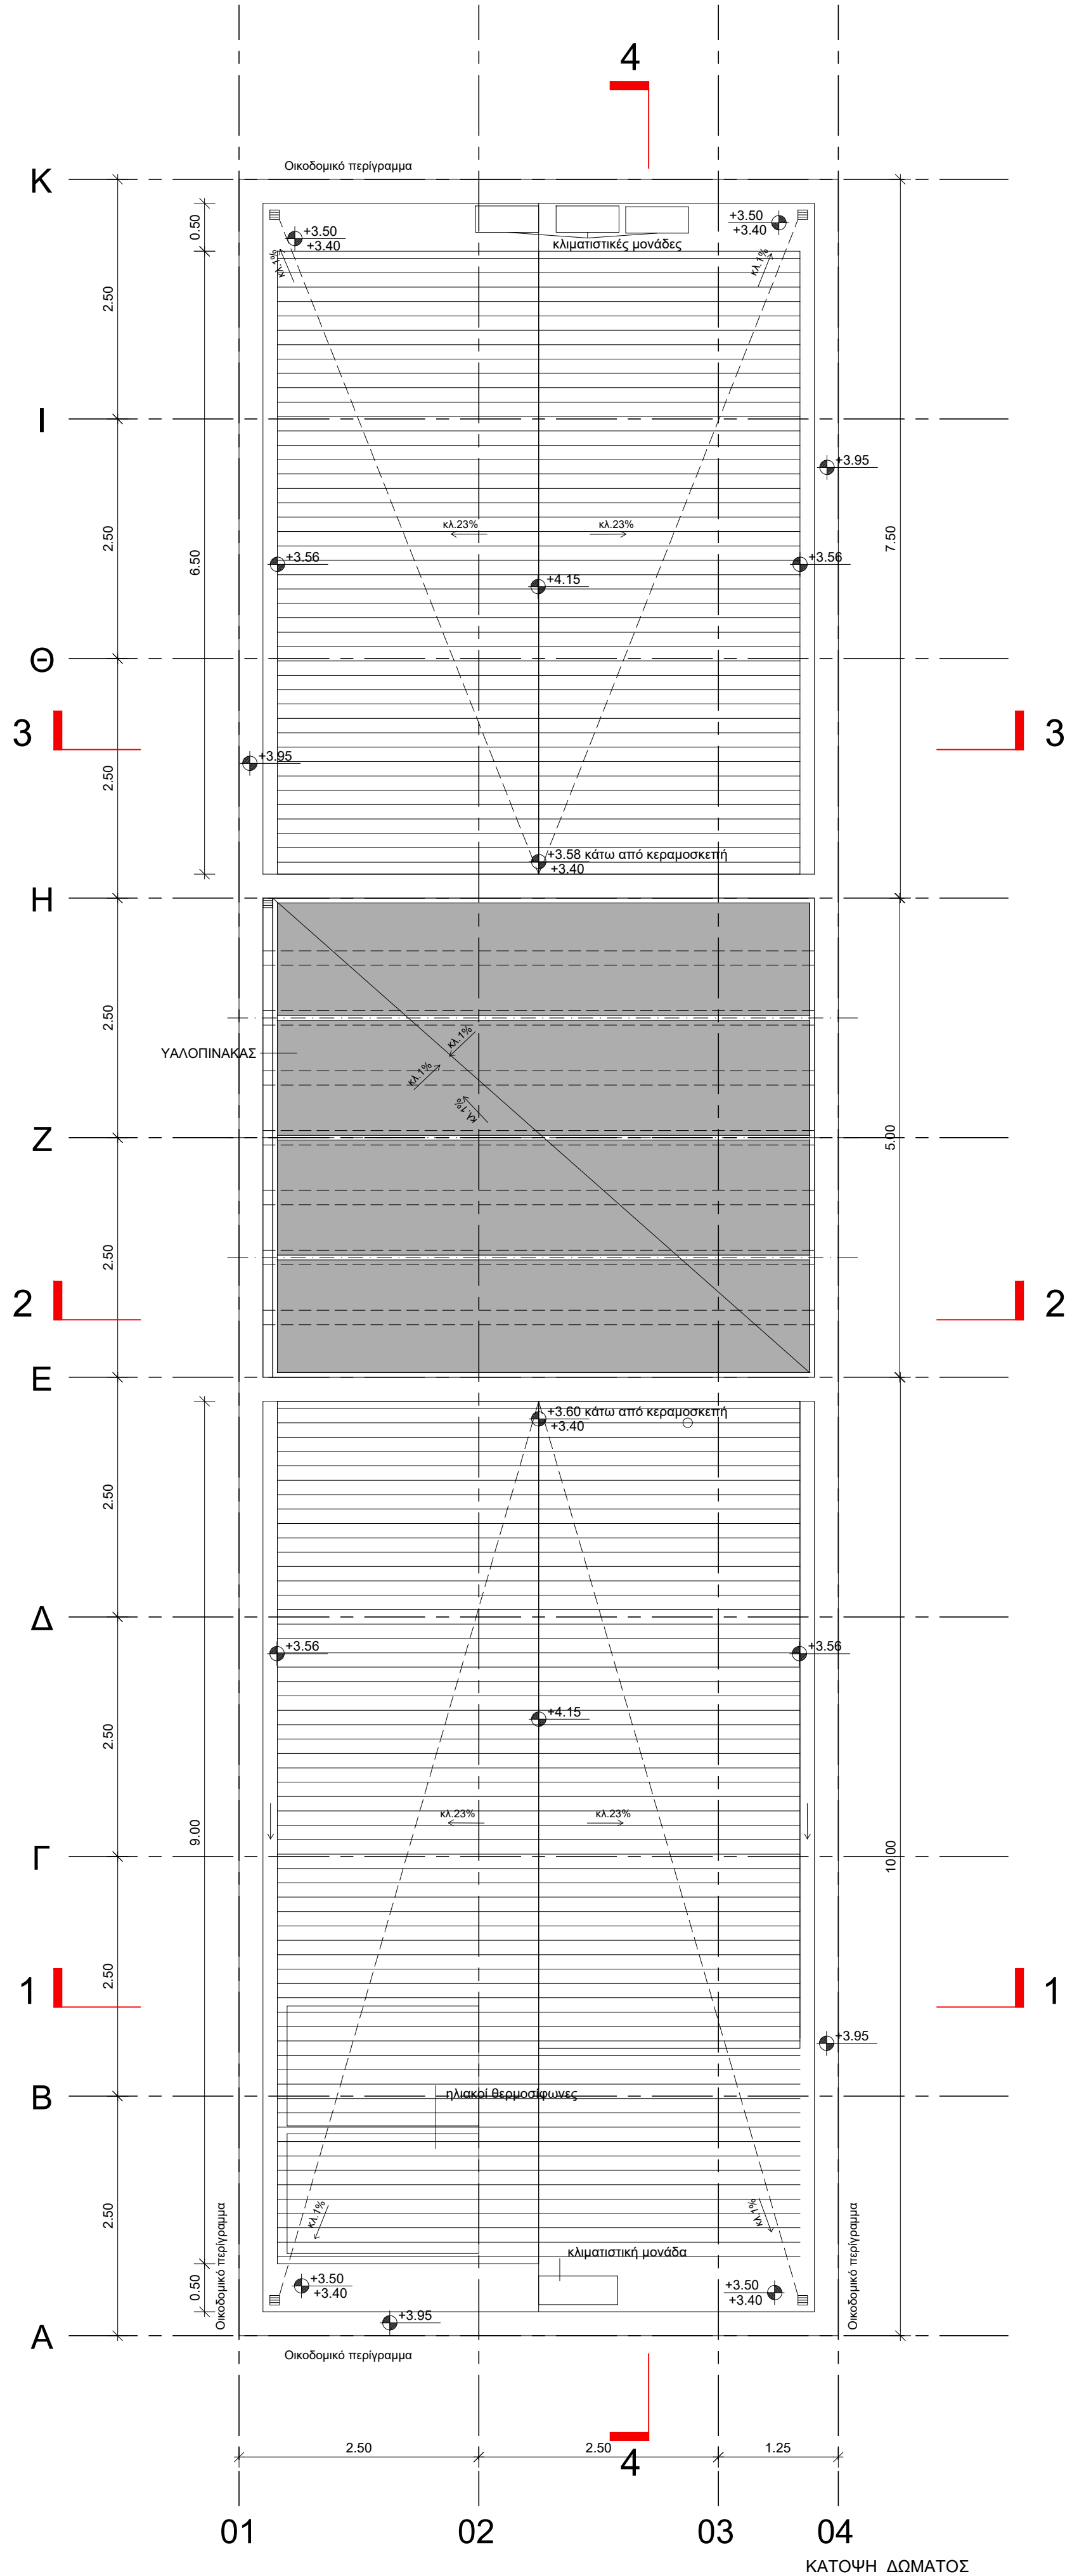 4
Οικοδομικό περίγραμμα
Κ
0.50
+3.50
+3.40
κλιματιστικές μονάδες
+3.50
+3.40
κλ.1%
κλ.1%
2.50
Ι
+3.95
κλ.23%
κλ.23%
2.50
6.50
7.50
+3.56
+4.15
+3.56
Θ
3
3
+3.95
2.50
+3.58 κάτω από κεραμοσκεπή
+3.40
Η
2.50
κλ.1%
ΥΑΛΟΠΙΝΑΚΑΣ
κλ.1%
κλ.1%
Ζ
5.00
2.50
2
2
Ε
+3.60 κάτω από κεραμοσκεπή
+3.40
2.50
Δ
+3.56
+3.56
+4.15
2.50
κλ.23%
κλ.23%
9.00
Γ
10.00
2.50
1
1
+3.95
Β
ηλιακοί θερμοσίφωνες
2.50
κλ.1%
κλ.1%
Οικοδομικό περίγραμμα
Οικοδομικό περίγραμμα
κλιματιστική μονάδα
0.50
+3.50
+3.40
+3.50
+3.40
+3.95
Α
Οικοδομικό περίγραμμα
2.50
2.50
1.25
4
01
02
03
04
ΚΑΤΟΨΗ ΔΩΜΑΤΟΣ